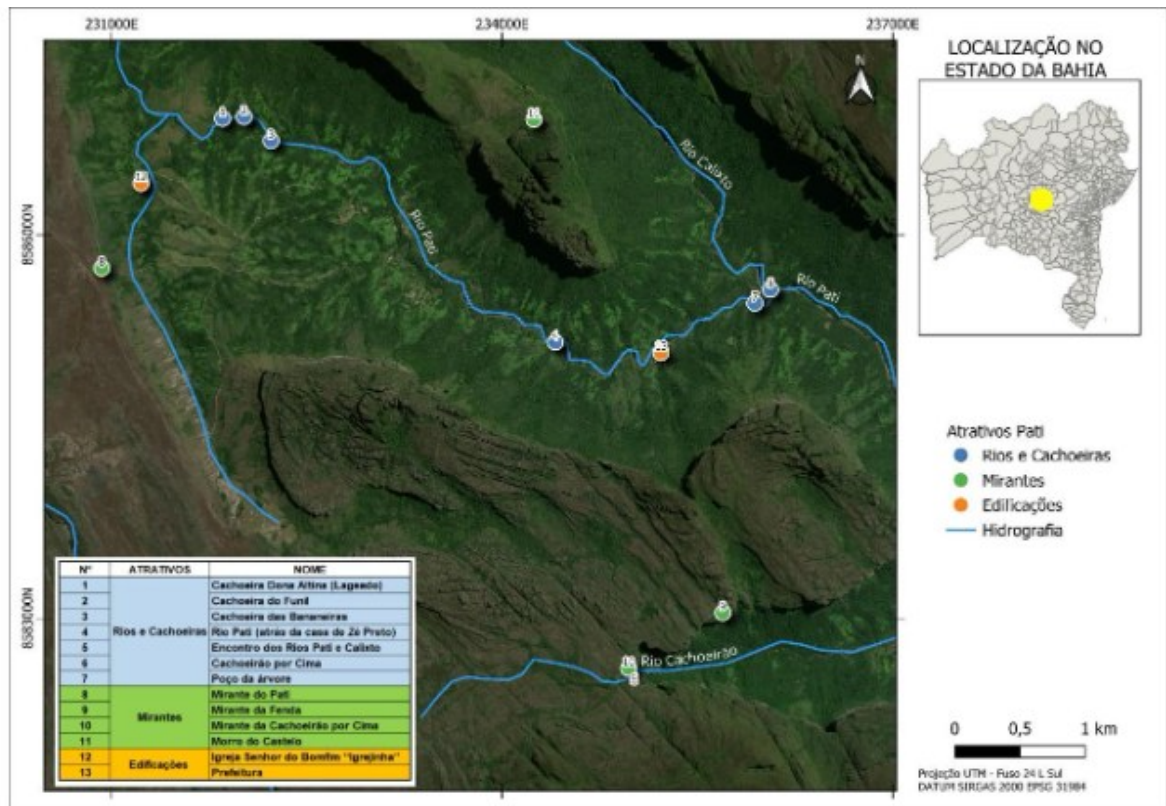 231000E
234000E
237000E
8586000N
8583000N
N
LOCALIZAÇÃO NO
ESTADO DA BAHIA
Rio Calixto
Rio Pati
Rio Pati
Rio Cachoeirão
Atrativos Pati
Rios e Cachoeiras
Mirantes
Edificações
Hidrografia
Nº ATRATIVOS NOME
1 Cachoeira Dona Altina (Lageado)
2 Cachoeira do Funil
3 Cachoeira das Bananeiras
4 Rios e Cachoeiras Rio Pati (atrás da casa de Zé Preto)
5 Encontro dos Rios Pati e Calixto
6 Cachoeirão por Cima
7 Poço da árvore
8 Mirante do Pati
9 Mirantes Mirante da Fenda
10 Mirante da Cachoeirão por Cima
11 Morro do Castelo
12 Edificações Igreja Senhor do Bomfim "Igrejinha"
13 Prefeitura
0 0,5 1 km
Projeção UTM - Fuso 24 L Sul
DATUM SIRGAS 2000 EPSG 31984